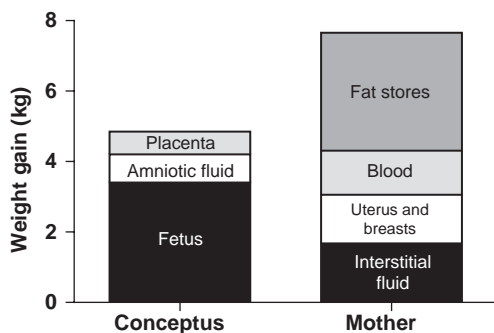 Weight gain (kg)
8
6
4
2
0
Placenta
Amniotic fluid
Fetus
Fat stores
Blood
Uterus and
breasts
Interstitial
fluid
Conceptus
Mother